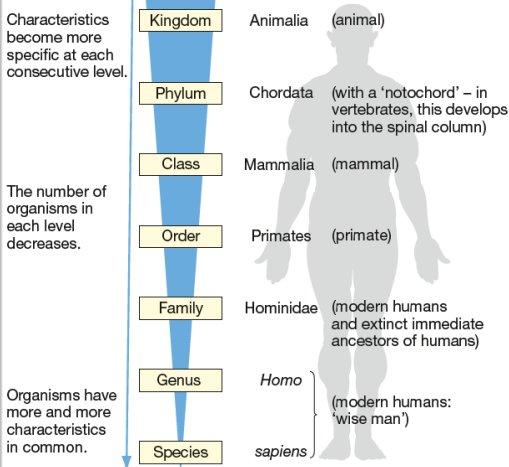 Characteristics
become more
specific at each
consecutive level.
Kingdom
Animalia
(animal)
Phylum
Chordata
(with a ‘notochord’ – in
vertebrates, this develops
into the spinal column)
Class
Mammalia
(mammal)
The number of
organisms in
each level
decreases.
Order
Primates
(primate)
Family
Hominidae
(modern humans
and extinct immediate
ancestors of humans)
Organisms have
more and more
characteristics
in common.
Genus
Homo
Species
sapiens
(modern humans:
‘wise man’)